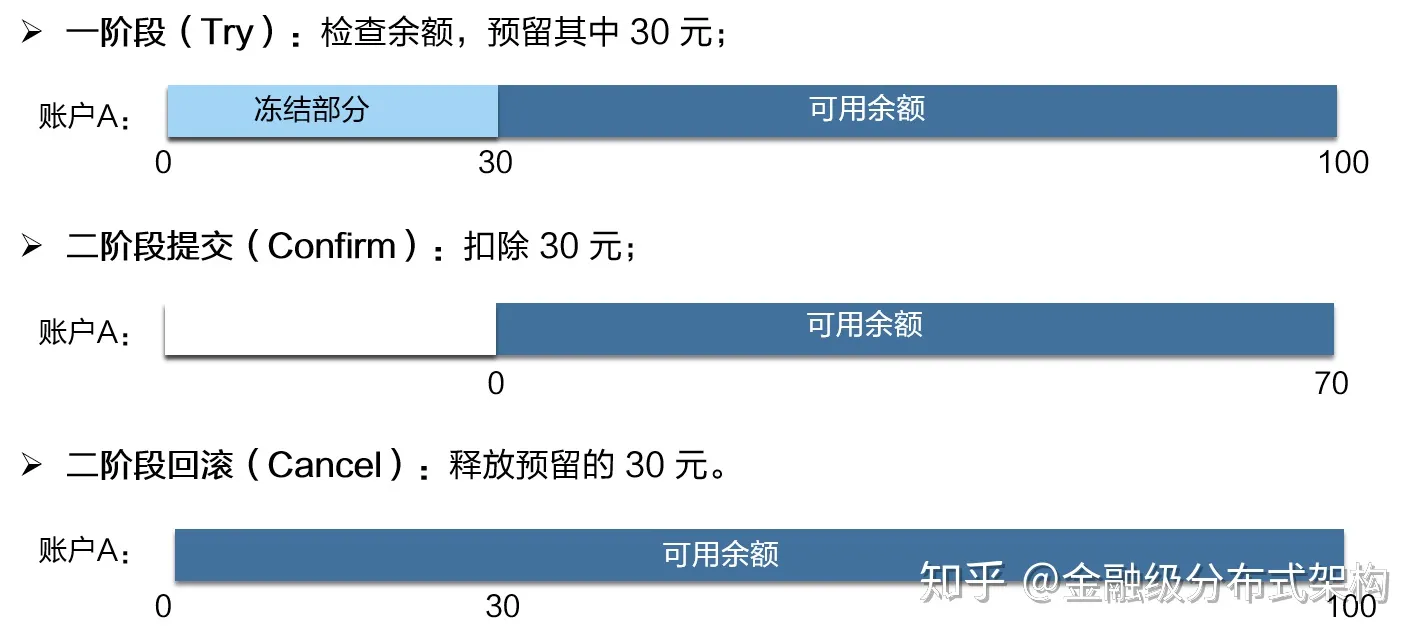 ➢ 一阶段（Try）：检查余额，预留其中 30 元；
账户A： 冻结部分 可用余额
0 30 100
➢ 二阶段提交（Confirm）：扣除 30 元；
账户A： 可用余额
0 70
➢ 二阶段回滚（Cancel）：释放预留的 30 元。
账户A： 可用余额
知乎 @金融级分布式架构
0 30 100